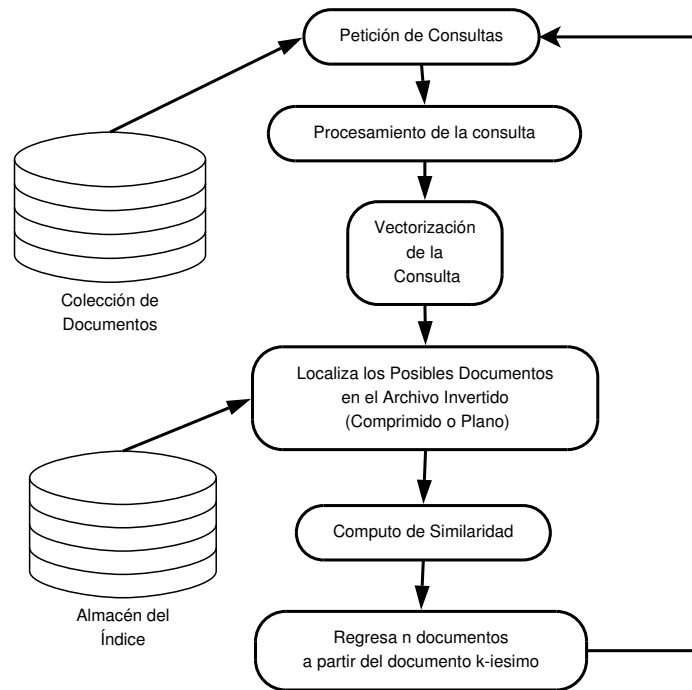 Petición de Consultas
Procesamiento de la consulta
Vectorización
de la
Consulta
Colección de
Documentos
Localiza los Posibles Documentos
en el Archivo Invertido
(Comprimido o Plano)
Computo de Similaridad
Almacén del
Índice
Regresa n documentos
a partir del documento k-iesimo